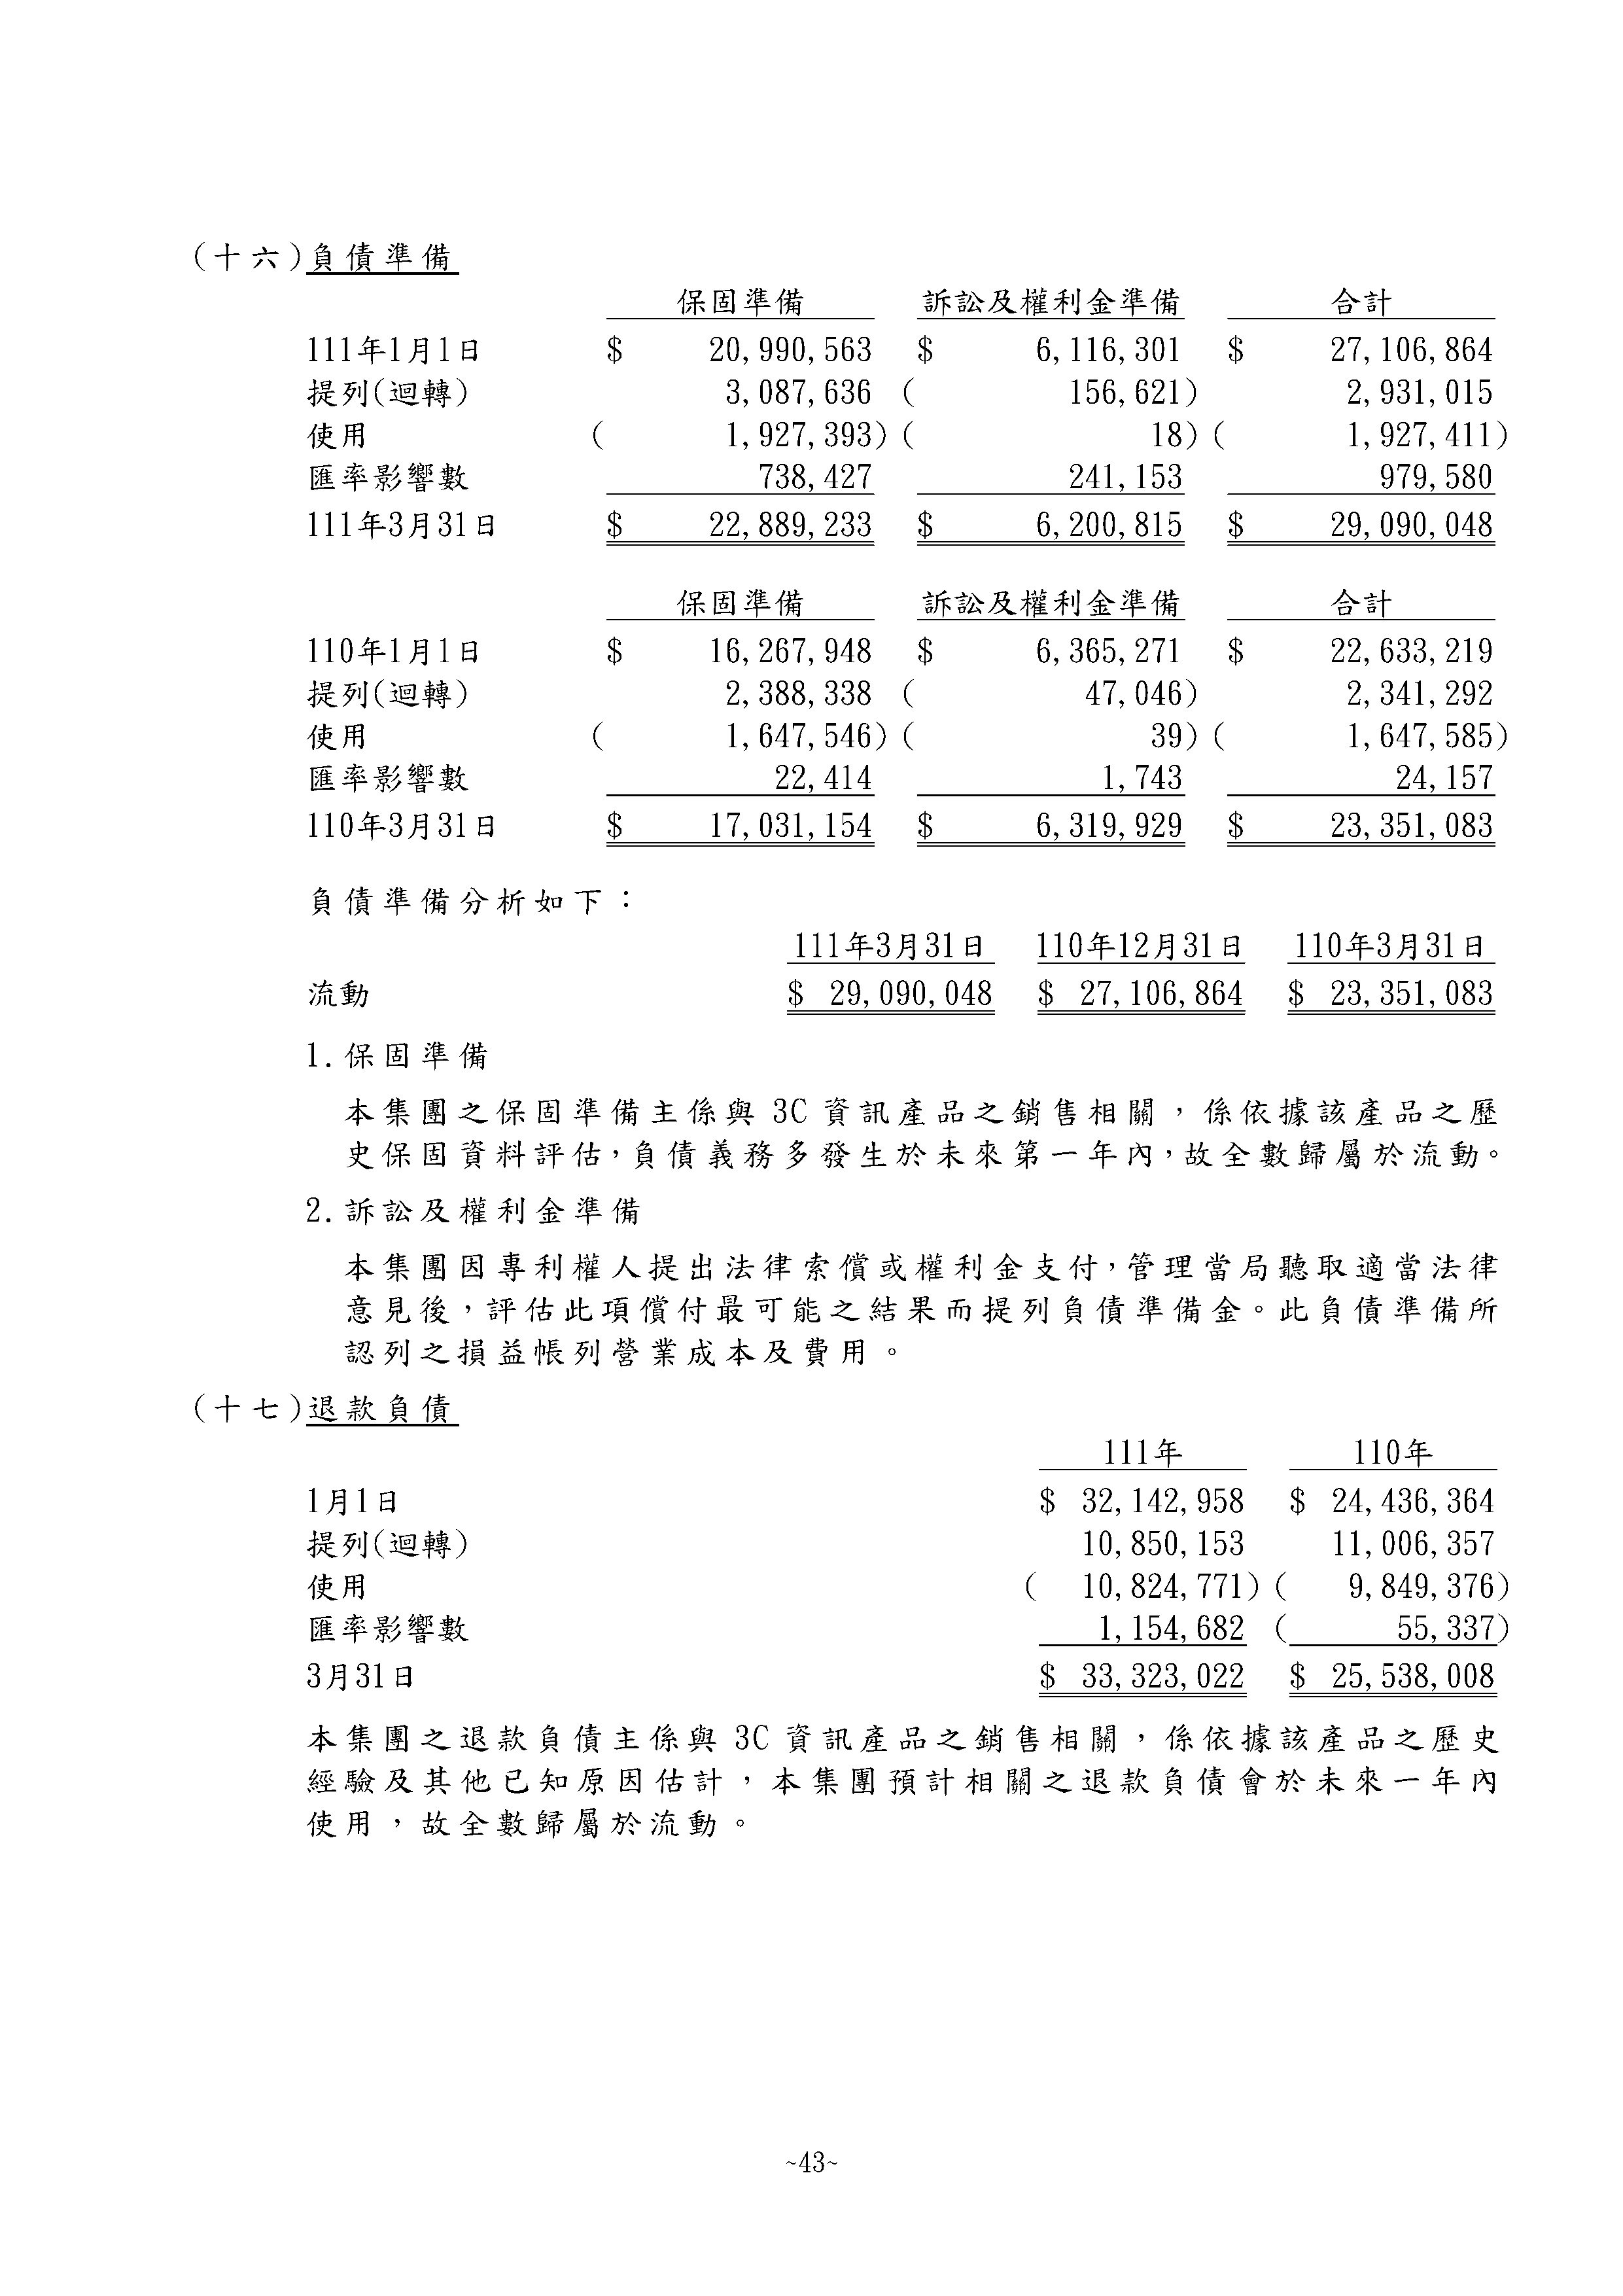 (十六)負債準備
保固準備 訴訟及權利金準備 合計
111年1月1日 $ 20,990,563 $ 6,116,301 $ 27,106,864
提列(迴轉) 3,087,636 ( 156,621) 2,931,015
使用 ( 1,927,393) ( 18) ( 1,927,411)
匯率影響數 738,427 241,153 979,580
111年3月31日 $ 22,889,233 $ 6,200,815 $ 29,090,048
保固準備 訴訟及權利金準備 合計
110年1月1日 $ 16,267,948 $ 6,365,271 $ 22,633,219
提列(迴轉) 2,388,338 ( 47,046) 2,341,292
使用 ( 1,647,546) ( 39) ( 1,647,585)
匯率影響數 22,414 1,743 24,157
110年3月31日 $ 17,031,154 $ 6,319,929 $ 23,351,083
負債準備分析如下：
111年3月31日 110年12月31日 110年3月31日
流動 $ 29,090,048 $ 27,106,864 $ 23,351,083
1.保固準備
本集團之保固準備主係與 3C 資訊產品之銷售相關，係依據該產品之歷
史保固資料評估，負債義務多發生於未來第一年內，故全數歸屬於流動。
2.訴訟及權利金準備
本集團因專利權人提出法律索償或權利金支付，管理當局聽取適當法律
意見後，評估此項償付最可能之結果而提列負債準備金。此負債準備所
認列之損益帳列營業成本及費用。
(十七)退款負債
111年 110年
1月1日 $ 32,142,958 $ 24,436,364
提列(迴轉) 10,850,153 11,006,357
使用 ( 10,824,771) ( 9,849,376)
匯率影響數 1,154,682 ( 55,337)
3月31日 $ 33,323,022 $ 25,538,008
本集團之退款負債主係與 3C 資訊產品之銷售相關，係依據該產品之歷史
經驗及其他已知原因估計，本集團預計相關之退款負債會於未來一年內
使用，故全數歸屬於流動。
~43~